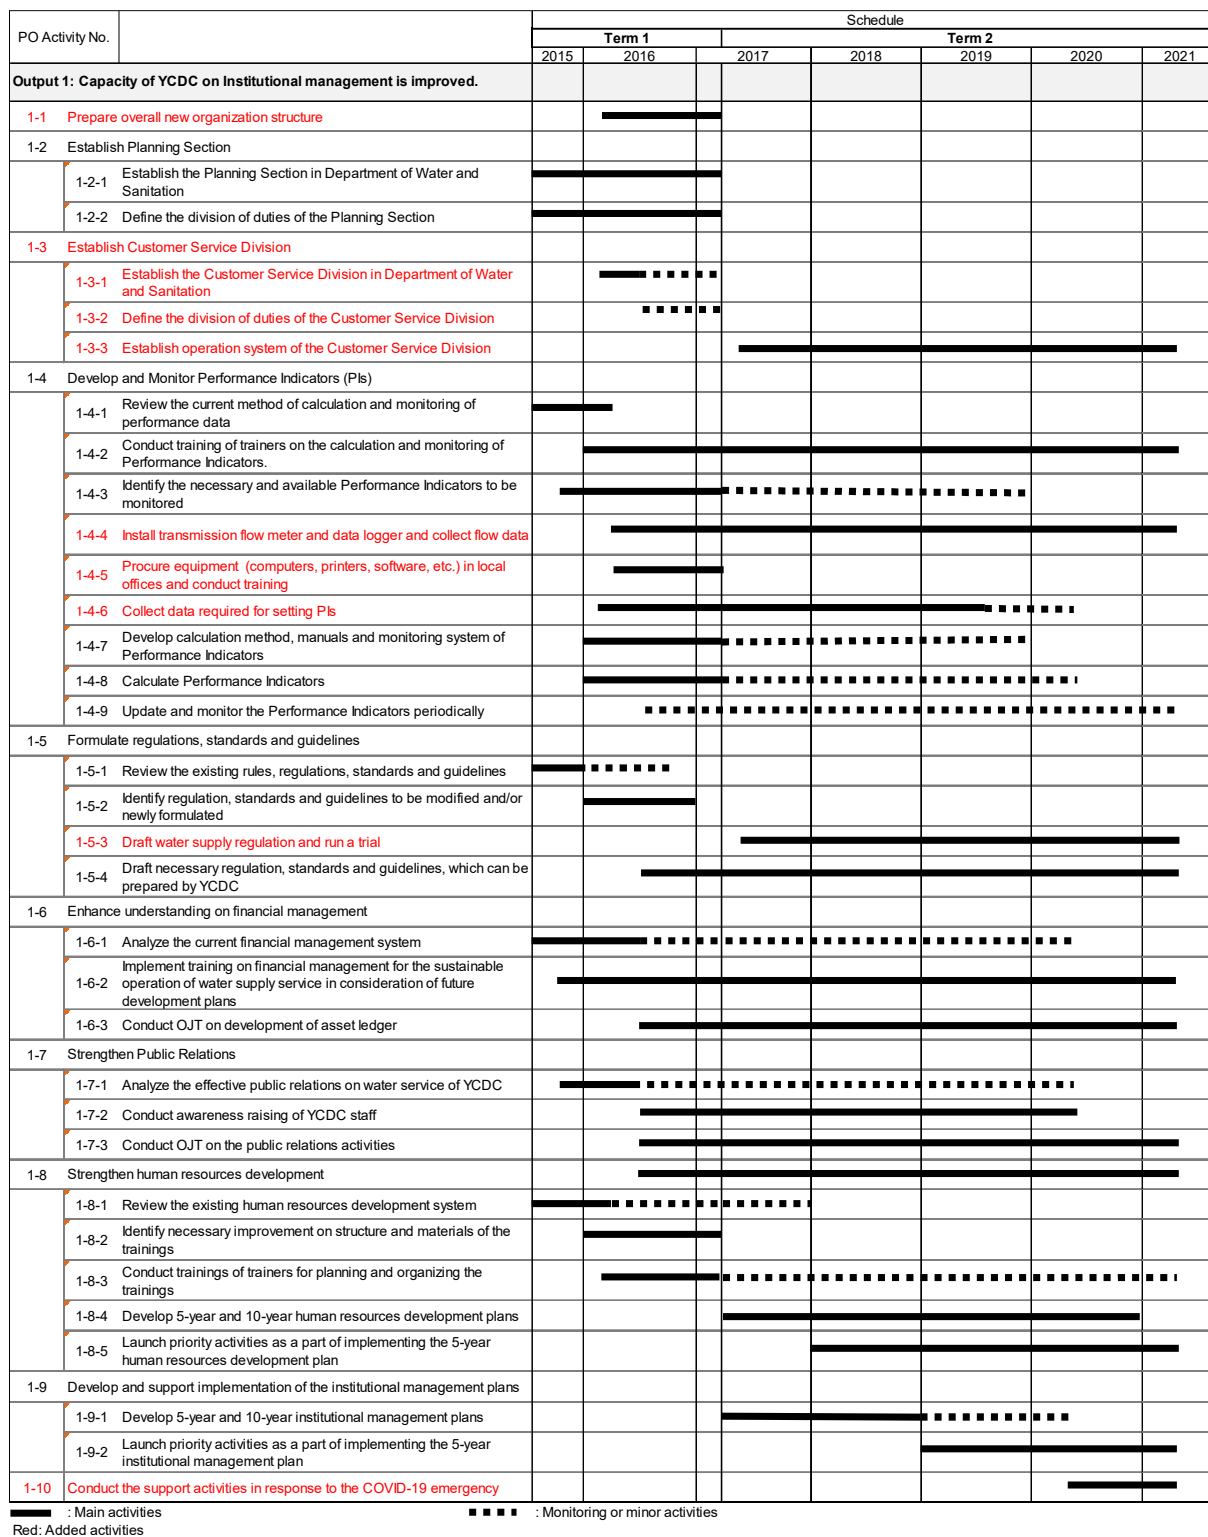 Schedule
PO Activity No.
Term 1 Term 2
2015 2016 2017 2018 2019 2020 2021
Output 1: Capacity of YCDC on Institutional management is improved.
1-1 Prepare overall new organization structure
1-2 Establish Planning Section
1-2-1 Establish the Planning Section in Department of Water and
Sanitation
1-2-2 Define the division of duties of the Planning Section
1-3 Establish Customer Service Division
1-3-1 Establish the Customer Service Division in Department of Water
and Sanitation
1-3-2 Define the division of duties of the Customer Service Division
1-3-3 Establish operation system of the Customer Service Division
1-4 Develop and Monitor Performance Indicators (PIs)
1-4-1 Review the current method of calculation and monitoring of
performance data
1-4-2 Conduct training of trainers on the calculation and monitoring of
Performance Indicators.
1-4-3 Identify the necessary and available Performance Indicators to be
monitored
1-4-4 Install transmission flow meter and data logger and collect flow data
1-4-5 Procure equipment (computers, printers, software, etc.) in local
offices and conduct training
1-4-6 Collect data required for setting PIs
1-4-7 Develop calculation method, manuals and monitoring system of
Performance Indicators
1-4-8 Calculate Performance Indicators
1-4-9 Update and monitor the Performance Indicators periodically
1-5 Formulate regulations, standards and guidelines
1-5-1 Review the existing rules, regulations, standards and guidelines
1-5-2 Identify regulation, standards and guidelines to be modified and/or
newly formulated
1-5-3 Draft water supply regulation and run a trial
1-5-4 Draft necessary regulation, standards and guidelines, which can be
prepared by YCDC
1-6 Enhance understanding on financial management
1-6-1 Analyze the current financial management system
1-6-2 Implement training on financial management for the sustainable
operation of water supply service in consideration of future
development plans
1-6-3 Conduct OJT on development of asset ledger
1-7 Strengthen Public Relations
1-7-1 Analyze the effective public relations on water service of YCDC
1-7-2 Conduct awareness raising of YCDC staff
1-7-3 Conduct OJT on the public relations activities
1-8 Strengthen human resources development
1-8-1 Review the existing human resources development system
1-8-2 Identify necessary improvement on structure and materials of the
trainings
1-8-3 Conduct trainings of trainers for planning and organizing the
trainings
1-8-4 Develop 5-year and 10-year human resources development plans
1-8-5 Launch priority activities as a part of implementing the 5-year
human resources development plan
1-9 Develop and support implementation of the institutional management plans
1-9-1 Develop 5-year and 10-year institutional management plans
1-9-2 Launch priority activities as a part of implementing the 5-year
institutional management plan
1-10 Conduct the support activities in response to the COVID-19 emergency
: Main activities : Monitoring or minor activities
Red: Added activities